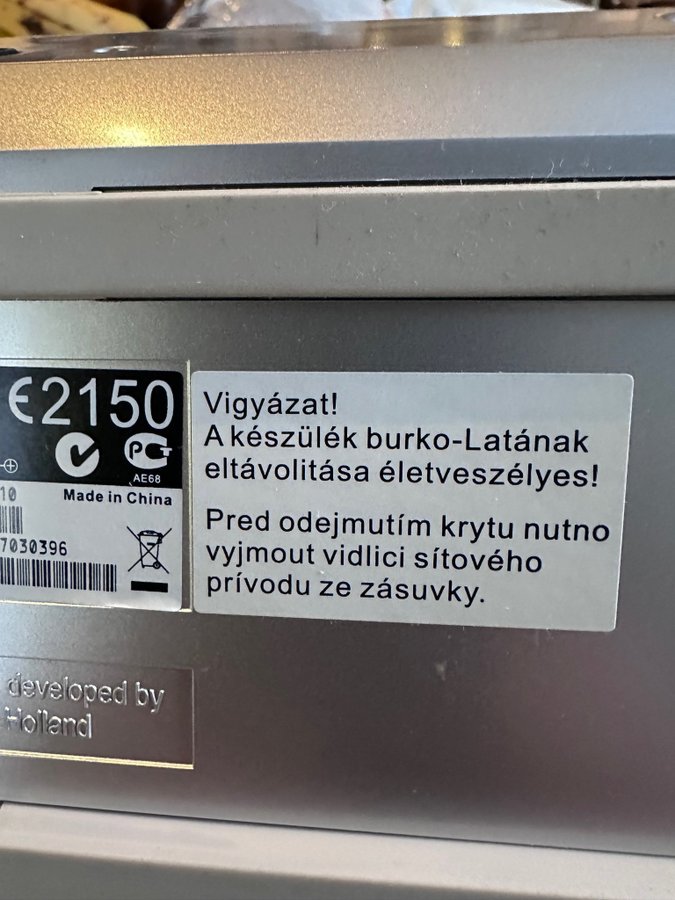 CE2150
AE68
10
Made in China
7030396
Vigyázat!
A készülék burko-Latának
eltávolitása életveszélyes!
Pred odejmutím krytu nutno
vyjmout vidlici sítového
prívodu ze zásuvky.
developed by
Holland